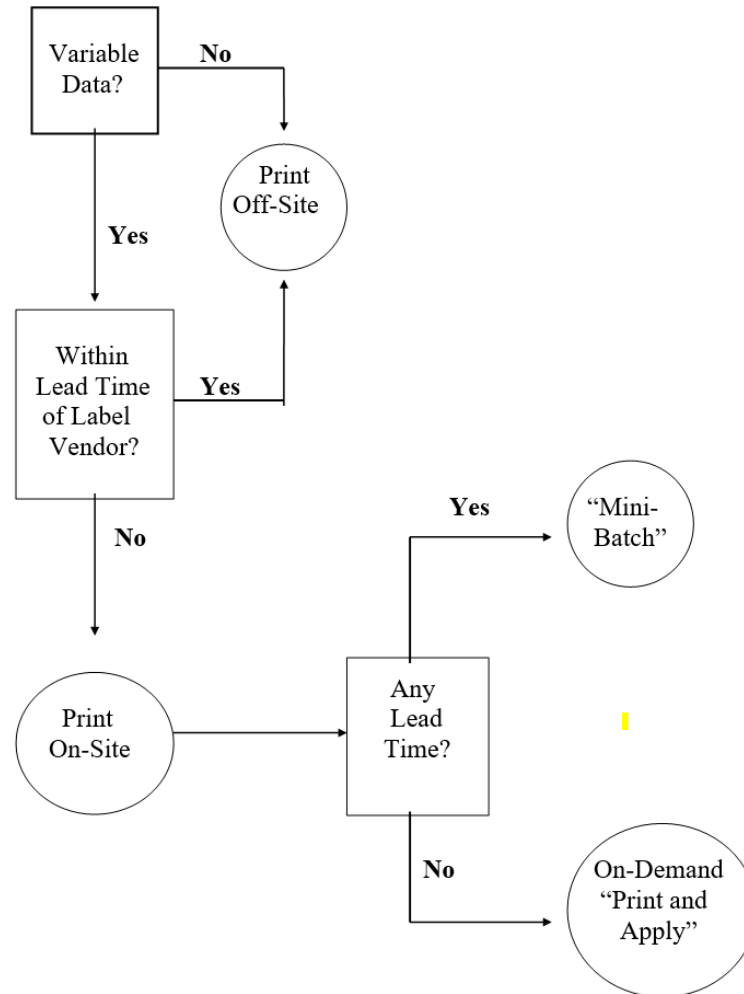 Variable
Data?
No
Print
Off-Site
Yes
Within
Lead Time
of Label
Vendor?
Yes
No
“Mini-
Batch”
Yes
Print
On-Site
Any
Lead
Time?
No
On-Demand
“Print and
Apply”